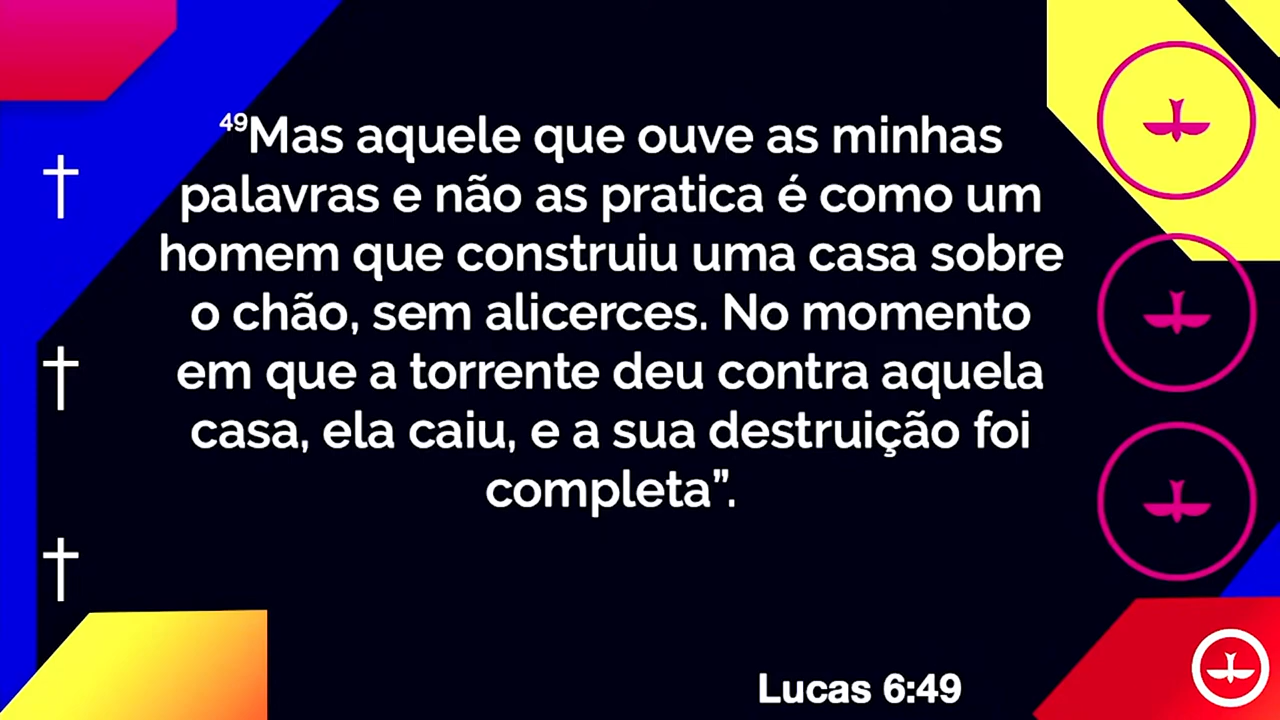 ⁴⁹Mas aquele que ouve as minhas
palavras e não as pratica é como um
homem que construiu uma casa sobre
o chão, sem alicerces. No momento
em que a torrente deu contra aquela
casa, ela caiu, e a sua destruição foi
completa”.
Lucas 6:49